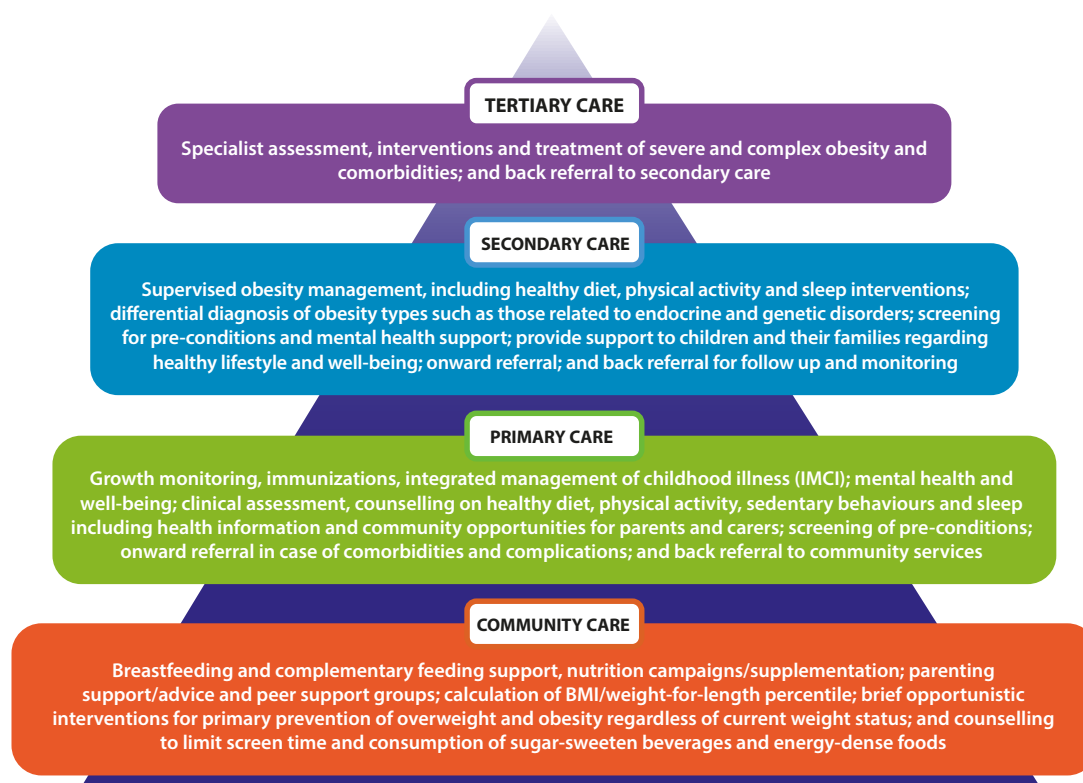 TERTIARY CARE
Specialist assessment, interventions and treatment of severe and complex obesity and
comorbidities; and back referral to secondary care
SECONDARY CARE
Supervised obesity management, including healthy diet, physical activity and sleep interventions;
differential diagnosis of obesity types such as those related to endocrine and genetic disorders; screening
for pre-conditions and mental health support; provide support to children and their families regarding
healthy lifestyle and well-being; onward referral; and back referral for follow up and monitoring
PRIMARY CARE
Growth monitoring, immunizations, integrated management of childhood illness (IMCI); mental health and
well-being; clinical assessment, counselling on healthy diet, physical activity, sedentary behaviours and sleep
including health information and community opportunities for parents and carers; screening of pre-conditions;
onward referral in case of comorbidities and complications; and back referral to community services
COMMUNITY CARE
Breastfeeding and complementary feeding support, nutrition campaigns/supplementation; parenting
support/advice and peer support groups; calculation of BMI/weight-for-length percentile; brief opportunistic
interventions for primary prevention of overweight and obesity regardless of current weight status; and counselling
to limit screen time and consumption of sugar-sweeten beverages and energy-dense foods